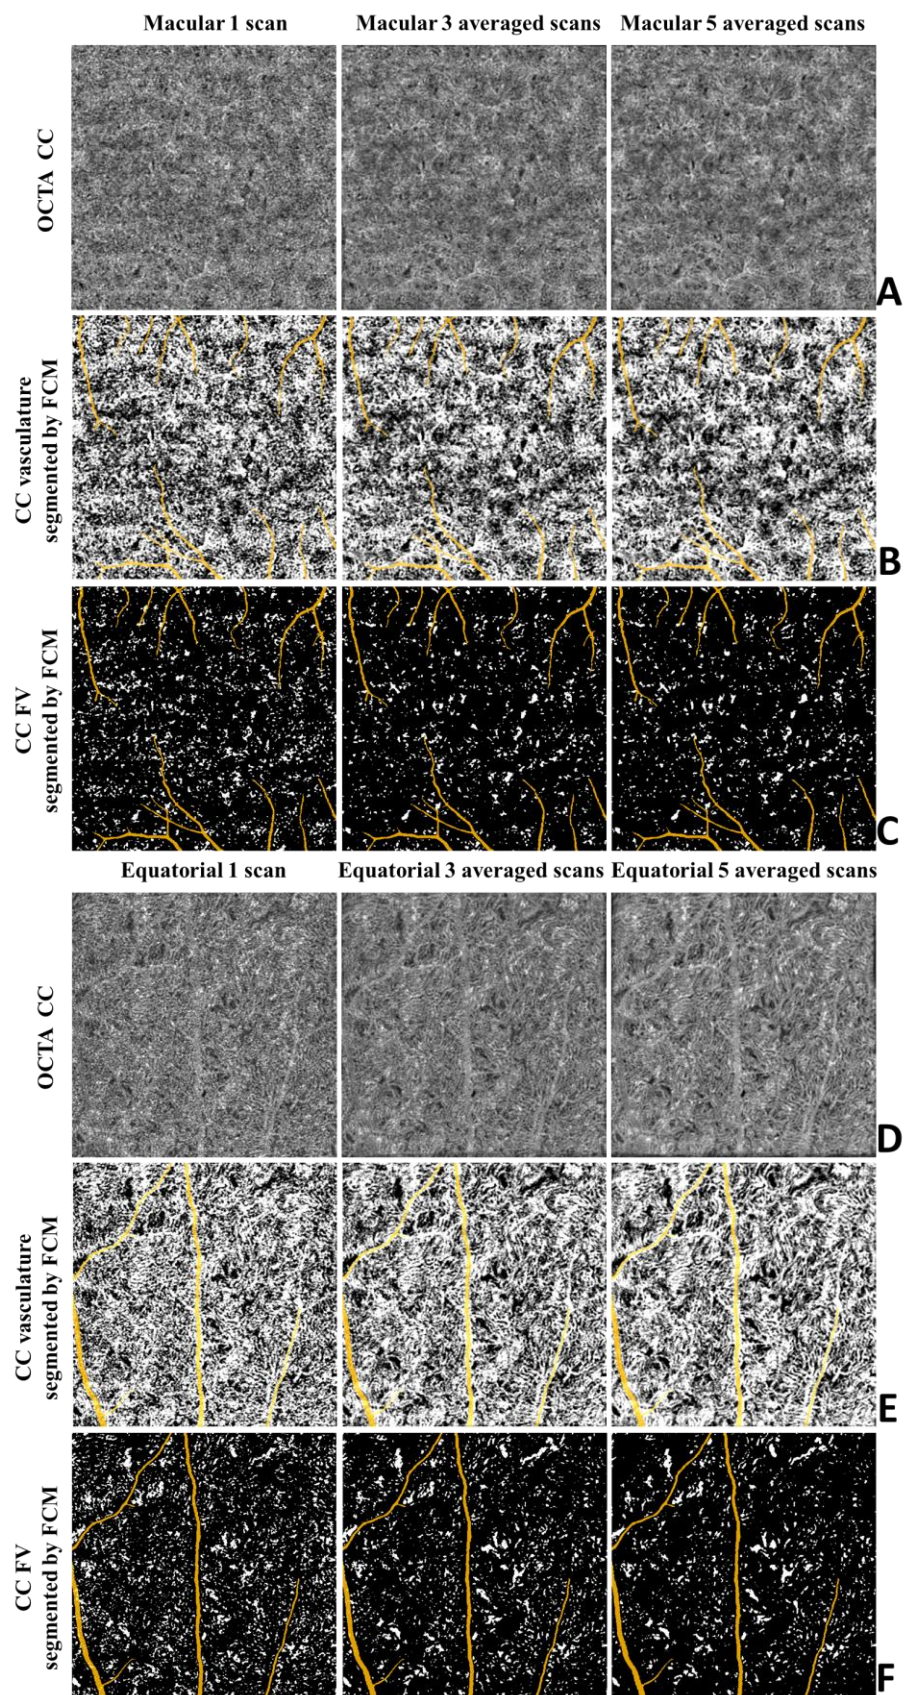 Macular 1 scan
Macular 3 averaged scans
Macular 5 averaged scans
OCTA CC
A
CC vasculature
segmented by FCM
B
CC FV
segmented by FCM
C
Equatorial 1 scan
Equatorial 3 averaged scans
Equatorial 5 averaged scans
OCTA CC
D
CC vasculature
segmented by FCM
E
CC FV
segmented by FCM
F